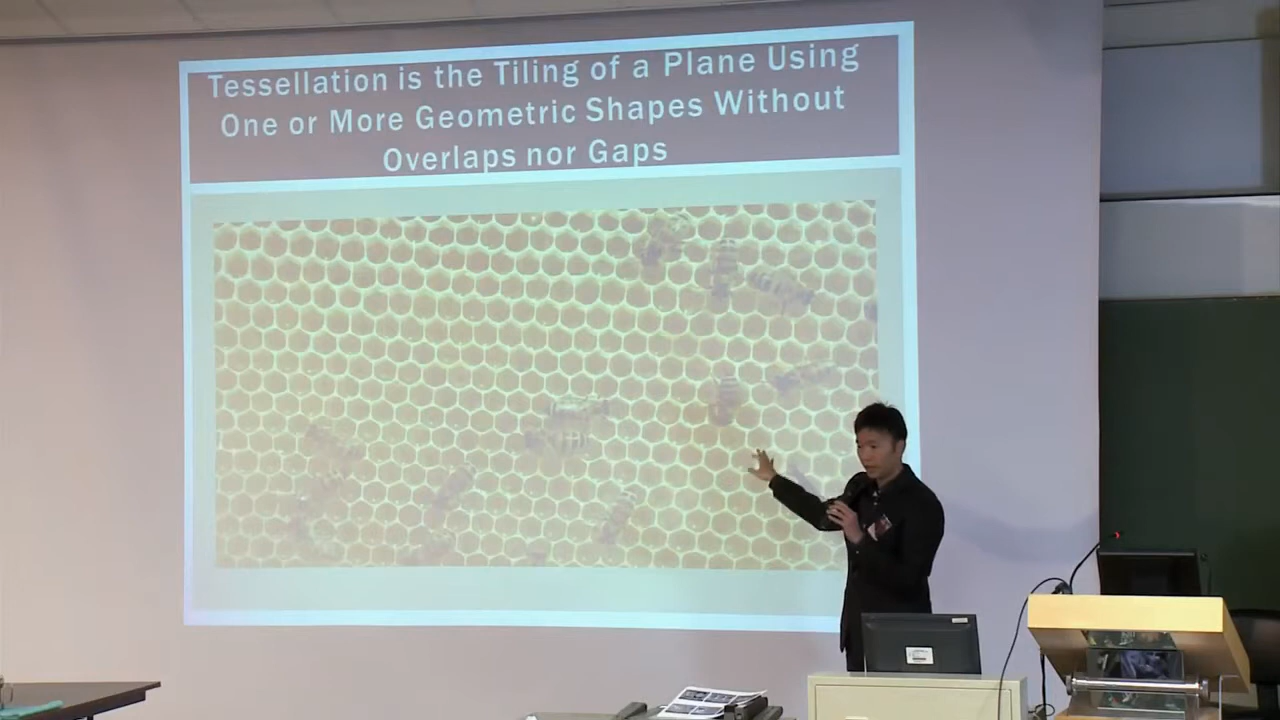 Tessellation is the Tiling of a Plane Using
One or More Geometric Shapes Without
Overlaps nor Gaps